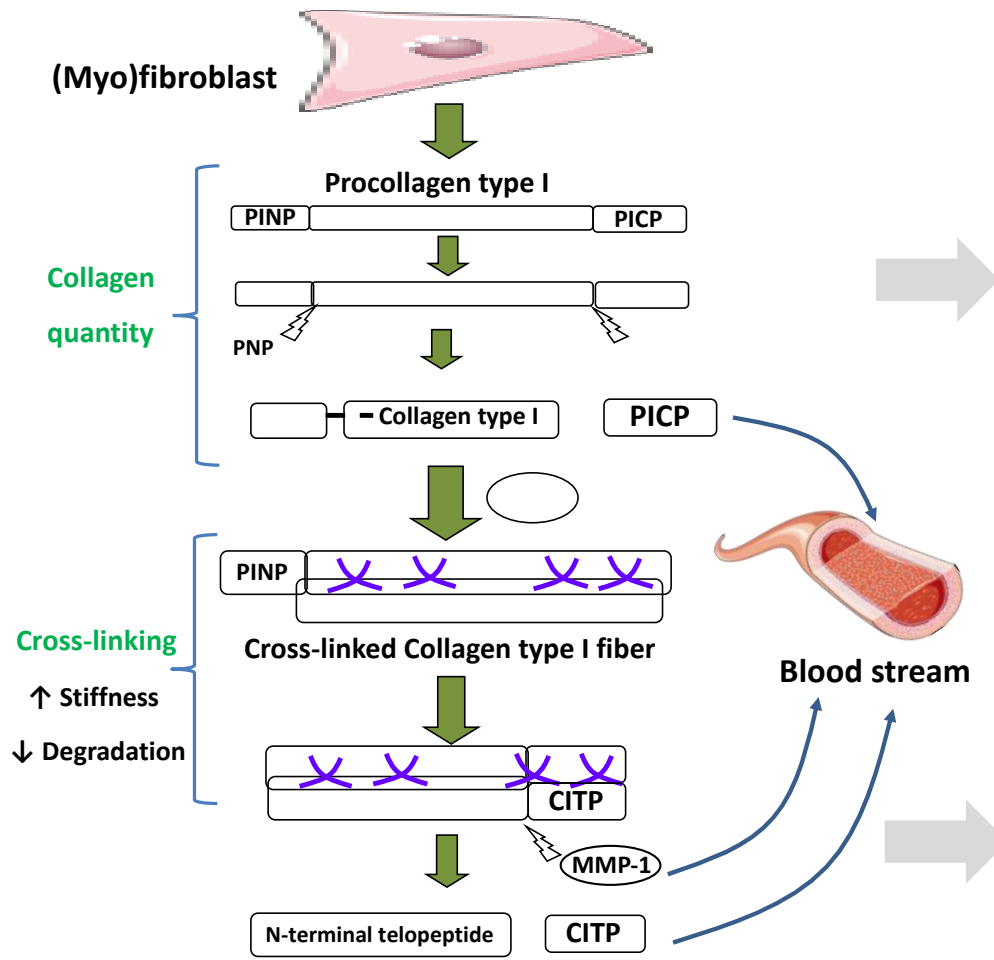 (Myo)fibroblast
Procollagen type I
PINP
PICP
Collagen
quantity
PNP
Collagen type I
PICP
PINP
Cross-linking
Cross-linked Collagen type I fiber
↑ Stiffness
↓ Degradation
Blood stream
CITP
MMP-1
N-terminal telopeptide
CITP